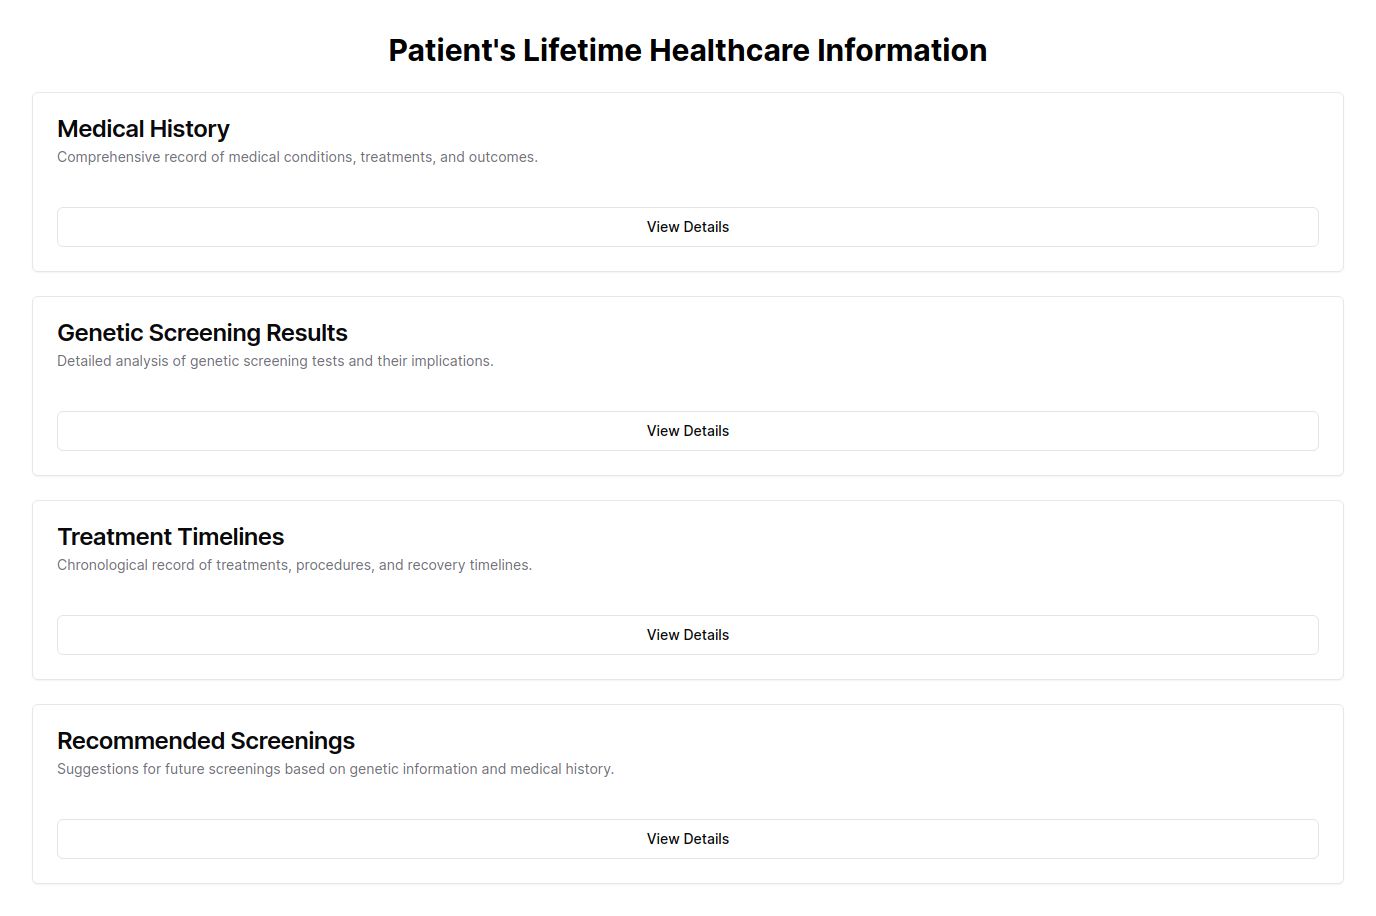 Patient's Lifetime Healthcare Information
Medical History
Comprehensive record of medical conditions, treatments, and outcomes.
View Details
Genetic Screening Results
Detailed analysis of genetic screening tests and their implications.
View Details
Treatment Timelines
Chronological record of treatments, procedures, and recovery timelines.
View Details
Recommended Screenings
Suggestions for future screenings based on genetic information and medical history.
View Details